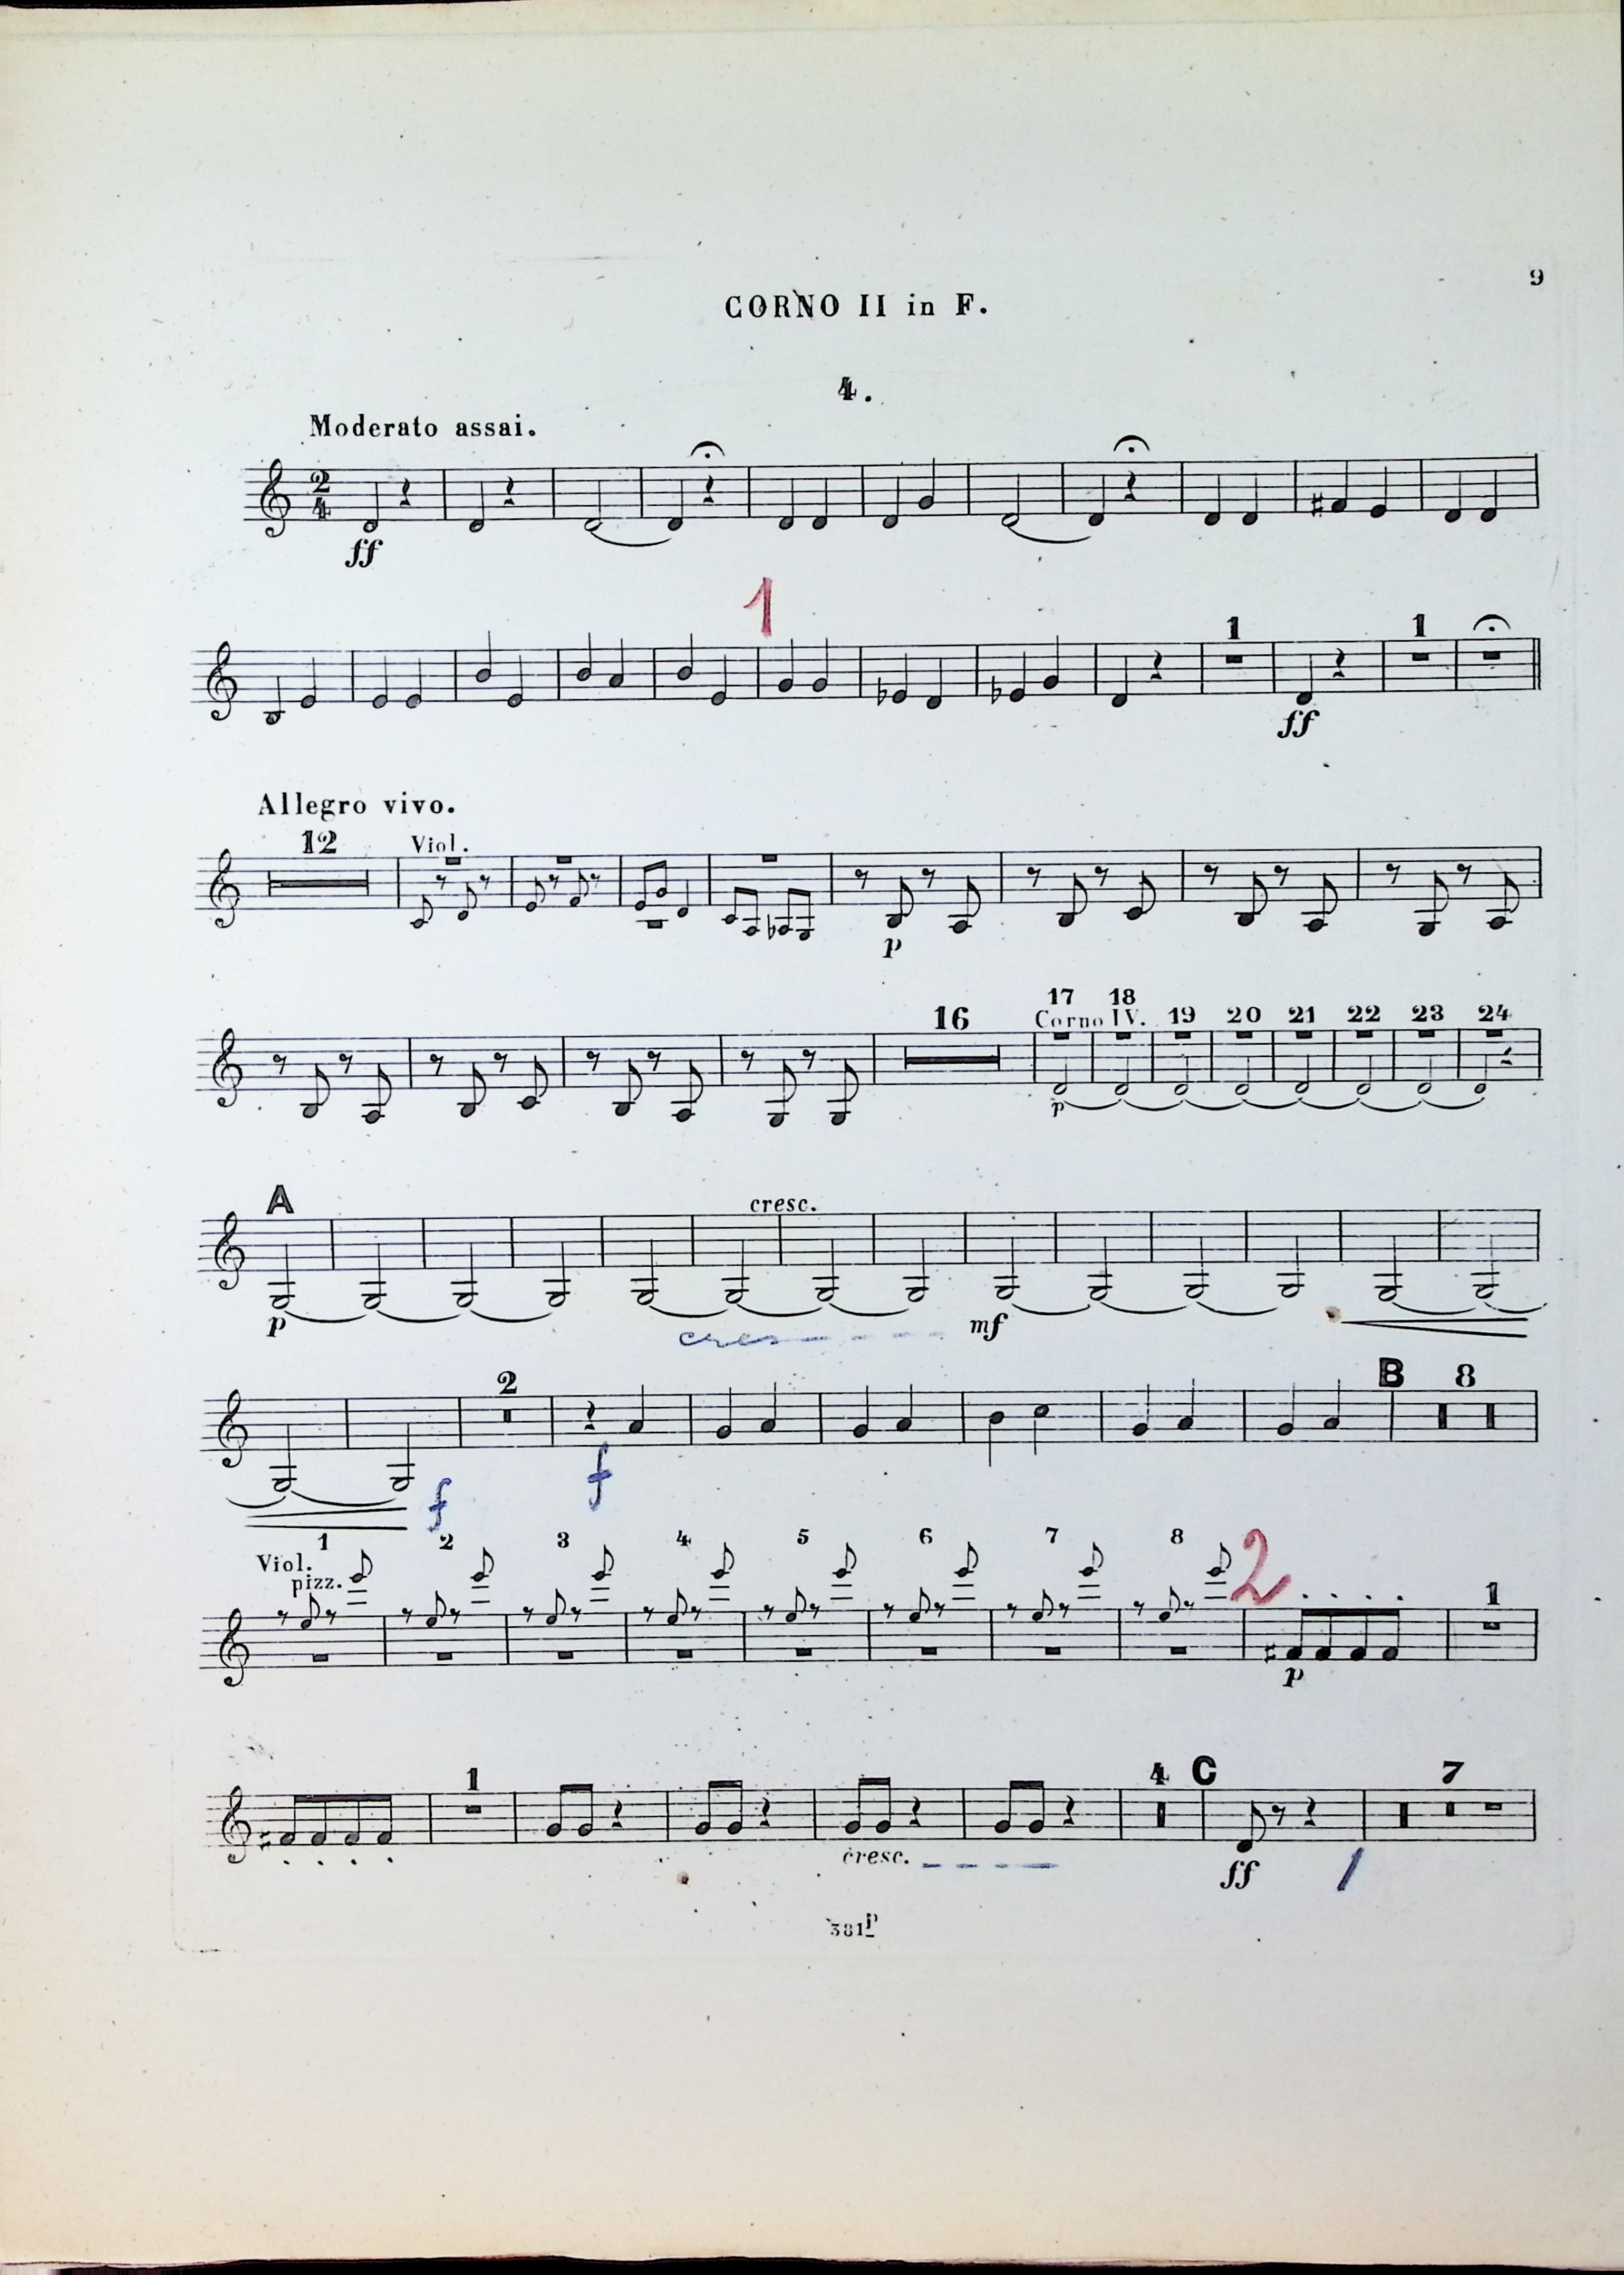 9
CORNO II in F.
4.
Moderato assai.
2
4
ff
1
1 1
ff
Allegro vivo.
12 Viol.
p
16 17 18 19 20 21 22 23 24
Corno IV.
p
A cresc.
p cres mf
2 B 8
f f
1 2 3 4 5 6 7 8 2
Viol.
pizz.
1
p
1 4 C 7
cresc. ff 1
381P